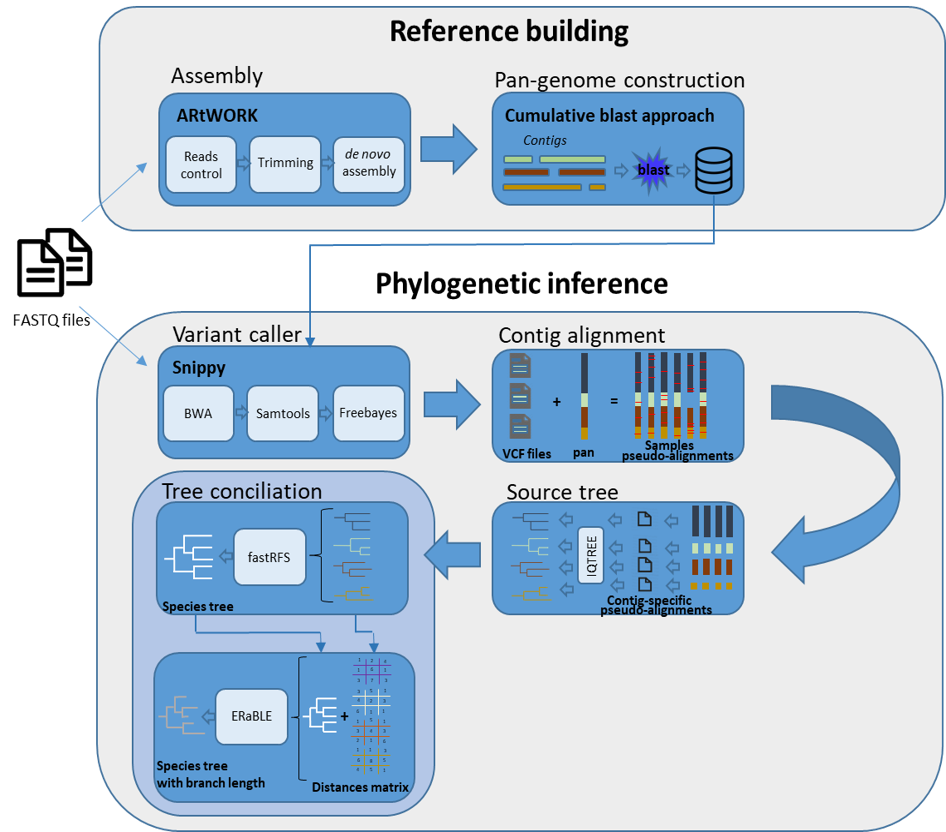 Reference building
Assembly
Pan-genome construction
ARtWORK
Reads
control
Trimming
de novo
assembly
Cumulative blast approach
Contigs
blast
FASTQ files
Phylogenetic inference
Variant caller
Snippy
BWA
Samtools
Freebayes
Contig alignment
+
=
VCF files
pan
Samples
pseudo-alignments
Tree conciliation
fastRFS
Species tree
Source tree
IQTREE
Contig-specific
pseudo-alignments
ERaBLE
+
Species tree
with branch length
Distances matrix